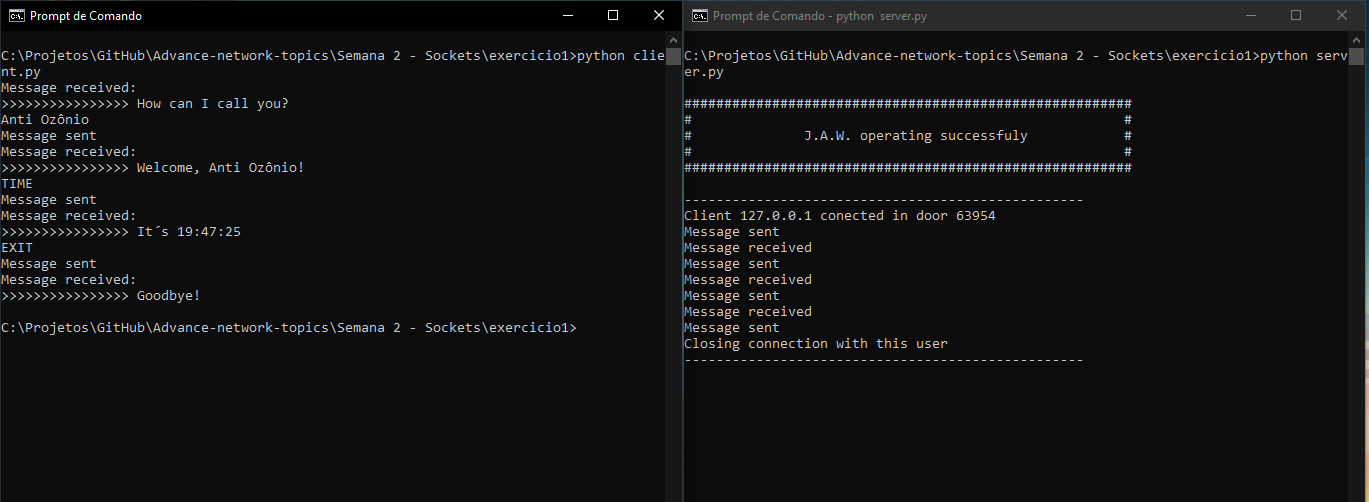 Prompt de Comando
C:\Projetos\GitHub\Advance-network-topics\Semana 2 - Sockets\exercicio1>python clie
nt.py
Message received:
>>>>>>>>>>>>>>>> How can I call you?
Anti Ozônio
Message sent
Message received:
>>>>>>>>>>>>>>>> Welcome, Anti Ozônio!
TIME
Message sent
Message received:
>>>>>>>>>>>>>>>> It´s 19:47:25
EXIT
Message sent
Message received:
>>>>>>>>>>>>>>>> Goodbye!
C:\Projetos\GitHub\Advance-network-topics\Semana 2 - Sockets\exercicio1>
Prompt de Comando - python  server.py
C:\Projetos\GitHub\Advance-network-topics\Semana 2 - Sockets\exercicio1>python serv
er.py
########################################################
#                                                      #
#              J.A.W. operating successfuly            #
#                                                      #
########################################################
--------------------------------------------------
Client 127.0.0.1 conected in door 63954
Message sent
Message received
Message sent
Message received
Message sent
Message received
Message sent
Closing connection with this user
--------------------------------------------------